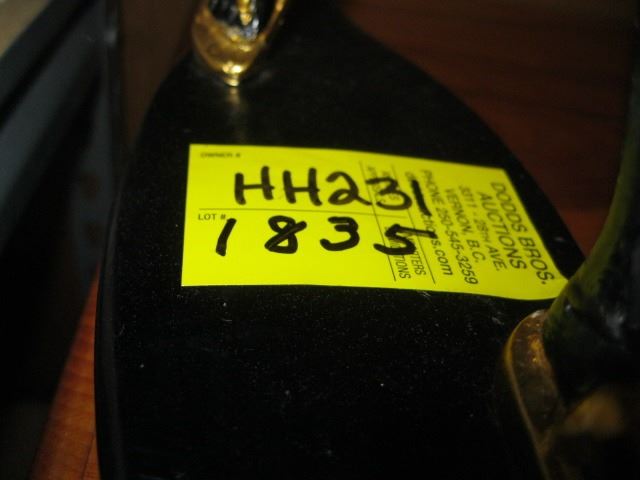 OWNER #
HH231
LOT #
1835
DODDS BROS.
AUCTIONS
VERNON, B.C.
PHONE 250-545-3259